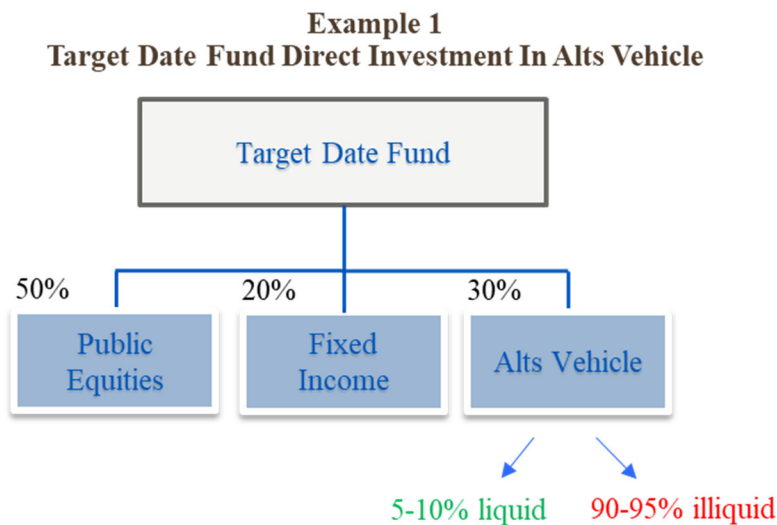 Example 1
Target Date Fund Direct Investment In Alts Vehicle
Target Date Fund
50%
20%
30%
Public
Equities
Fixed
Income
Alts Vehicle
5-10% liquid
90-95% illiquid